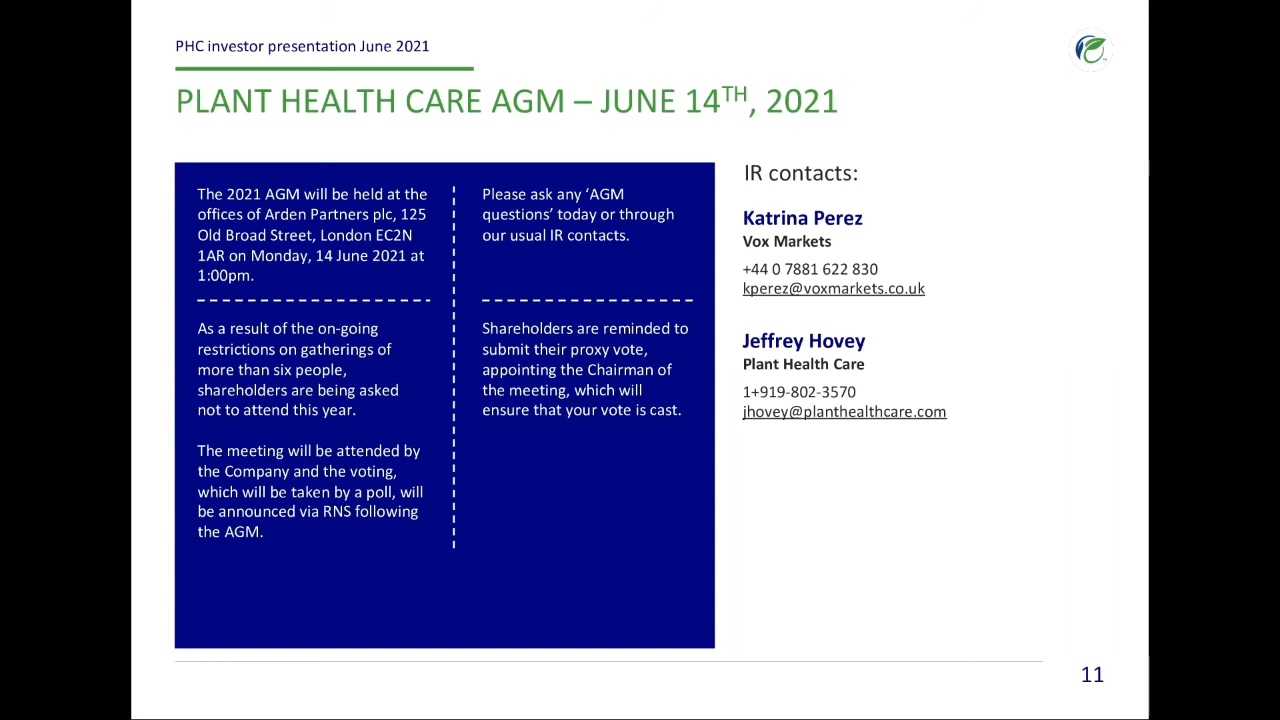 PHC investor presentation June 2021
PLANT HEALTH CARE AGM – JUNE 14TH, 2021
The 2021 AGM will be held at the
offices of Arden Partners plc, 125
Old Broad Street, London EC2N
1AR on Monday, 14 June 2021 at
1:00pm.
As a result of the on-going
restrictions on gatherings of
more than six people,
shareholders are being asked
not to attend this year.
The meeting will be attended by
the Company and the voting,
which will be taken by a poll, will
be announced via RNS following
the AGM.
Please ask any ‘AGM
questions’ today or through
our usual IR contacts.
Shareholders are reminded to
submit their proxy vote,
appointing the Chairman of
the meeting, which will
ensure that your vote is cast.
IR contacts:
Katrina Perez
Vox Markets
+44 0 7881 622 830
kperez@voxmarkets.co.uk
Jeffrey Hovey
Plant Health Care
1+919-802-3570
jhovey@planthealthcare.com
11